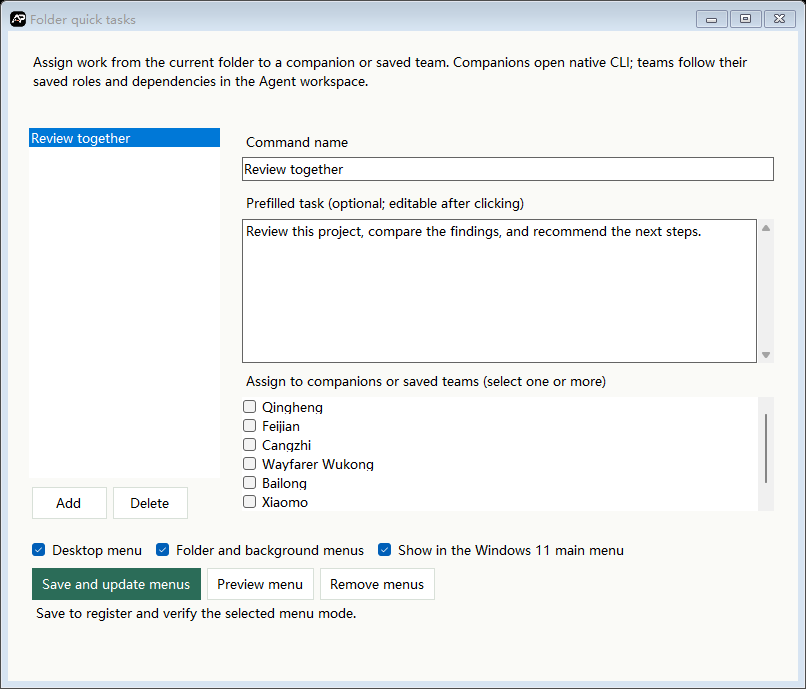 Folder quick tasks
Assign work from the current folder to a companion or saved team. Companions open native CLI; teams follow their
saved roles and dependencies in the Agent workspace.
Review together
Command name
Review together
Prefilled task (optional; editable after clicking)
Review this project, compare the findings, and recommend the next steps.
Assign to companions or saved teams (select one or more)
Qingheng
Feijian
Cangzhi
Wayfarer Wukong
Bailong
Xiaomo
Add Delete
Desktop menu Folder and background menus Show in the Windows 11 main menu
Save and update menus Preview menu Remove menus
Save to register and verify the selected menu mode.